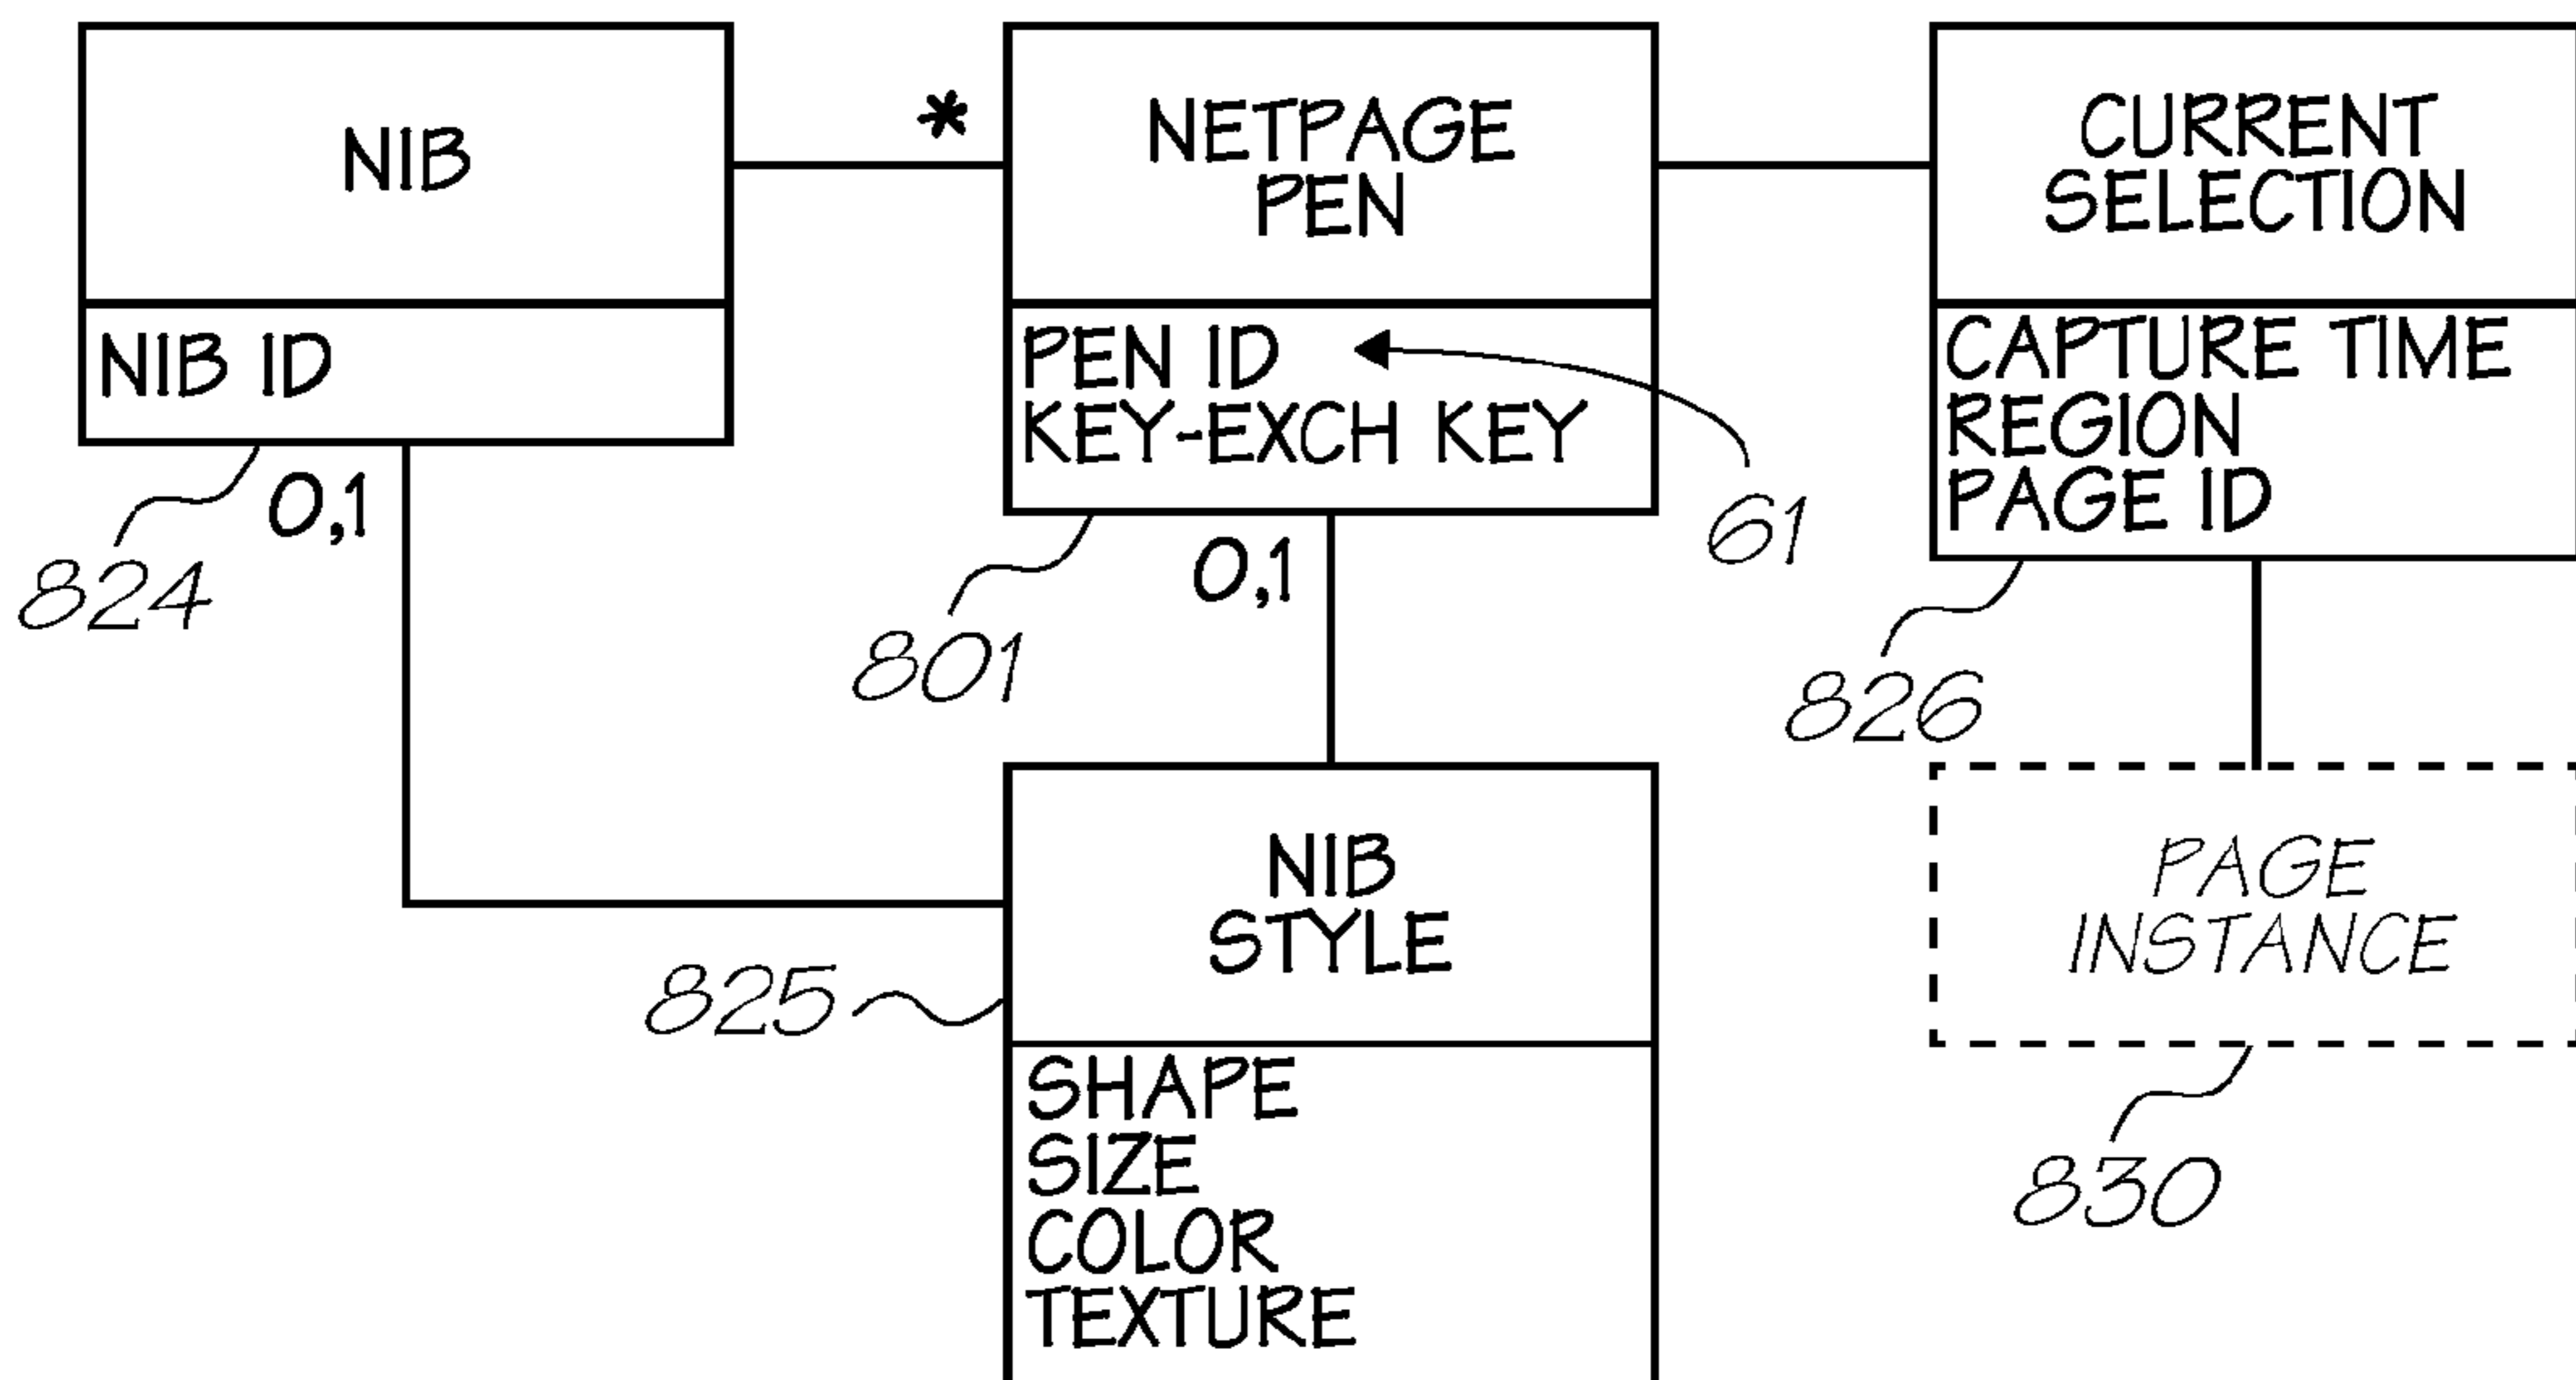 NIB
*
NETPAGE
PEN
CURRENT
SELECTION
NIB ID
PEN ID
KEY-EXCH KEY
CAPTURE TIME
REGION
PAGE ID
824
0,1
801
0,1
61
826
NIB
STYLE
PAGE
INSTANCE
825
SHAPE
SIZE
COLOR
TEXTURE
830